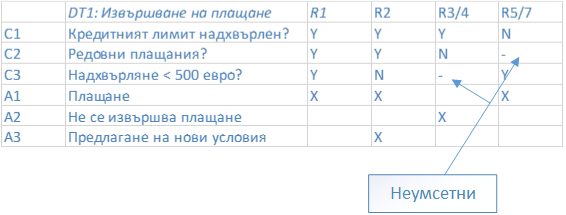 DT1: Извършване на плащане R1 R2 R3/4 R5/7
C1 Кредитният лимит надхвърлен? Y Y Y N
C2 Редовни плащания? Y Y N -
C3 Надхвърляне < 500 евро? Y N - Y
A1 Плащане X X X
A2 Не се извършва плащане X
A3 Предлагане на нови условия X
Неумсетни